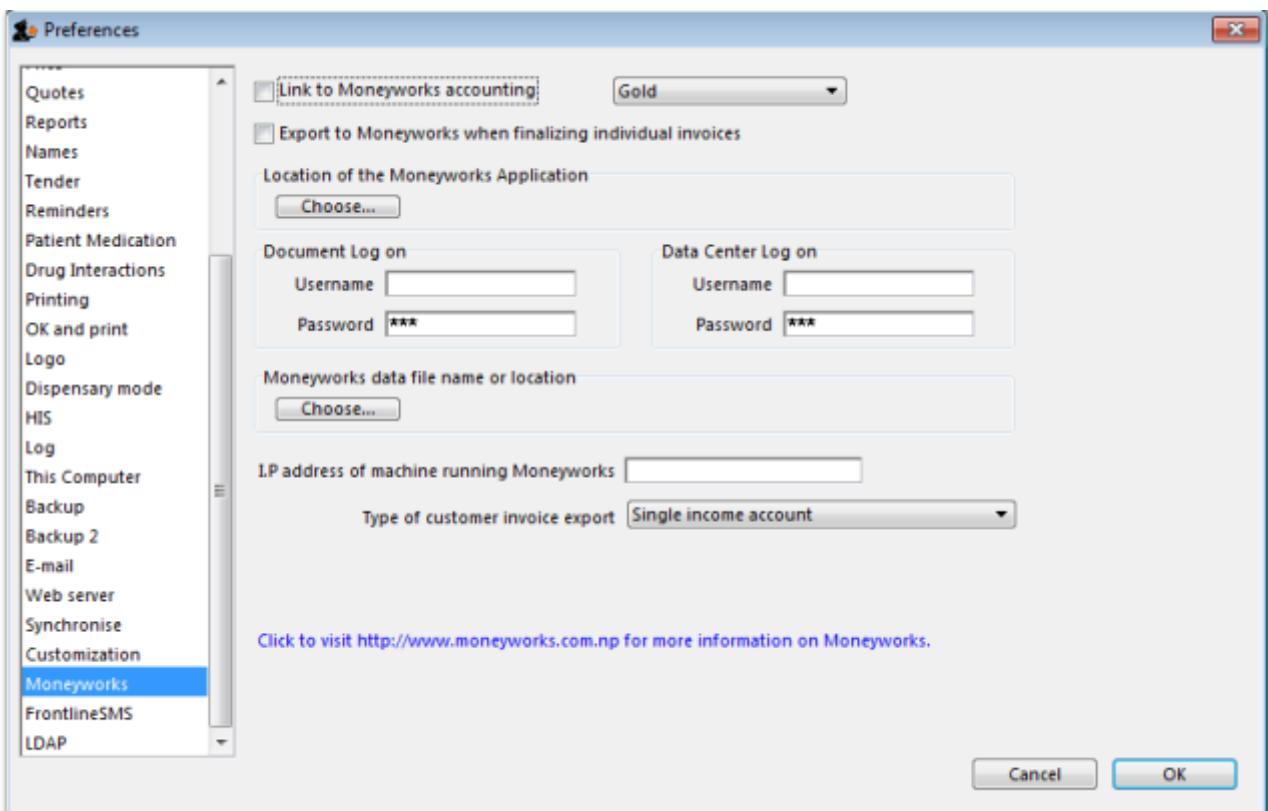 Preferences
Quotes
Reports
Names
Tender
Reminders
Patient Medication
Drug Interactions
Printing
OK and print
Logo
Dispensary mode
HIS
Log
This Computer
Backup
Backup 2
E-mail
Web server
Synchronise
Customization
Moneyworks
FrontlineSMS
LDAP
Link to Moneyworks accounting
Gold
Export to Moneyworks when finalizing individual invoices
Location of the Moneyworks Application
Choose...
Document Log on
Username
Password ***
Data Center Log on
Username
Password ***
Moneyworks data file name or location
Choose...
I.P address of machine running Moneyworks
Type of customer invoice export Single income account
Click to visit http://www.moneyworks.com.np for more information on Moneyworks.
Cancel
OK